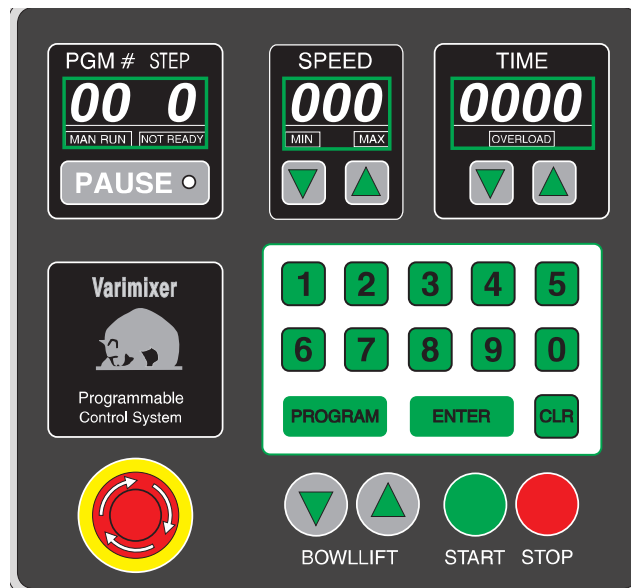 PGM # STEP
00 0
MAN RUN NOT READY
PAUSE
SPEED
000
MIN MAX
TIME
0000
OVERLOAD
Varimixer
Programmable
Control System
1 2 3 4 5
6 7 8 9 0
PROGRAM ENTER CLR
BOWLLIFT START STOP